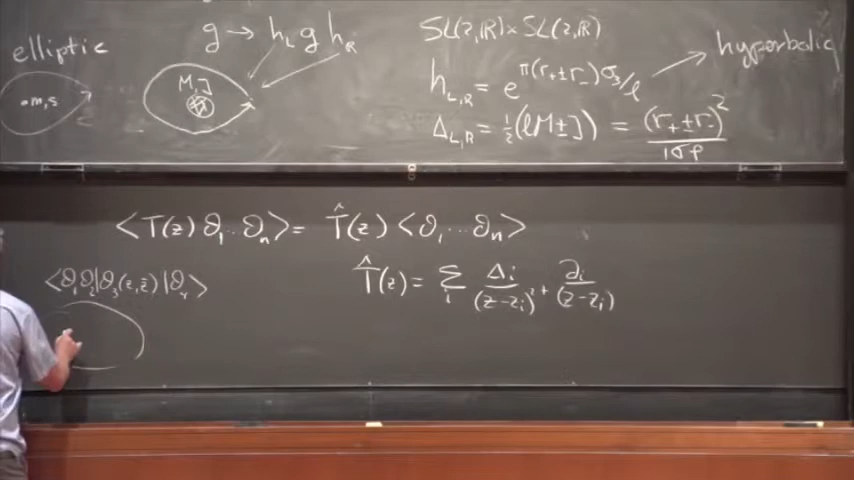 elliptic
m,s
M,J
g → h_L g h_R
SL(2,ℝ) × SL(2,ℝ)
h_{L,R} = e^{π(r_+ ± r_-)σ_3/ℓ}
hyperbolic
Δ_{L,R} = ½(ℓM ± J) = (r_+ ± r_-)² / 16ℓ
<T(z) O_1 ... O_n> = T̂(z) <O_1 ... O_n>
T̂(z) = Σ_i Δ_i/(z-z_i)² + ∂_i/(z-z_i)
<O_1 O_2 | O_3(z,z̄) | O_4>